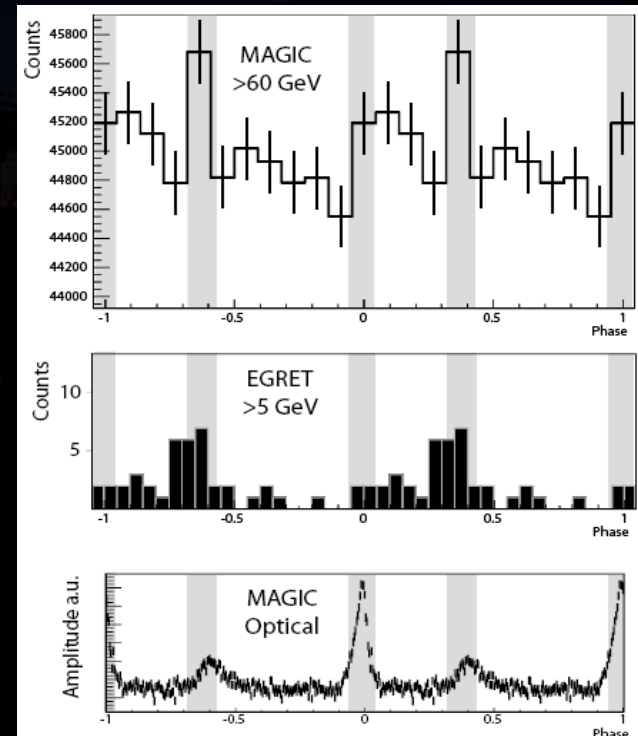 Counts
45800
45600
45400
45200
45000
44800
44600
44400
44200
44000
MAGIC
>60 GeV
-1
-0.5
0
0.5
1
Phase
Counts
10
5
EGRET
>5 GeV
-1
-0.5
0
0.5
1
Phase
Amplitude a.u.
MAGIC
Optical
-1
-0.5
0
0.5
1
Phase